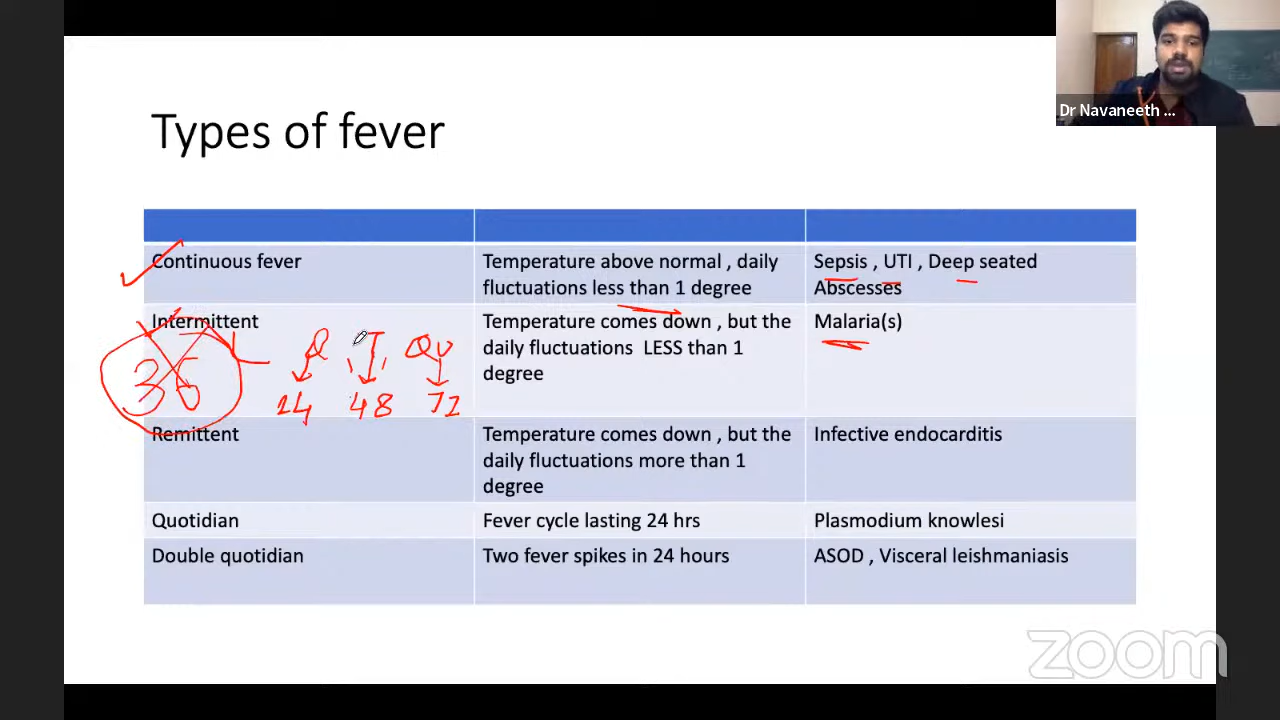 Dr Navaneeth ...
Types of fever
Continuous fever
Temperature above normal , daily
fluctuations less than 1 degree
Sepsis , UTI , Deep seated
Abscesses
Intermittent
Temperature comes down , but the
daily fluctuations LESS than 1
degree
Malaria(s)
36
Q T Qu
24 48 72
Remittent
Temperature comes down , but the
daily fluctuations more than 1
degree
Infective endocarditis
Quotidian
Fever cycle lasting 24 hrs
Plasmodium knowlesi
Double quotidian
Two fever spikes in 24 hours
ASOD , Visceral leishmaniasis
zoom